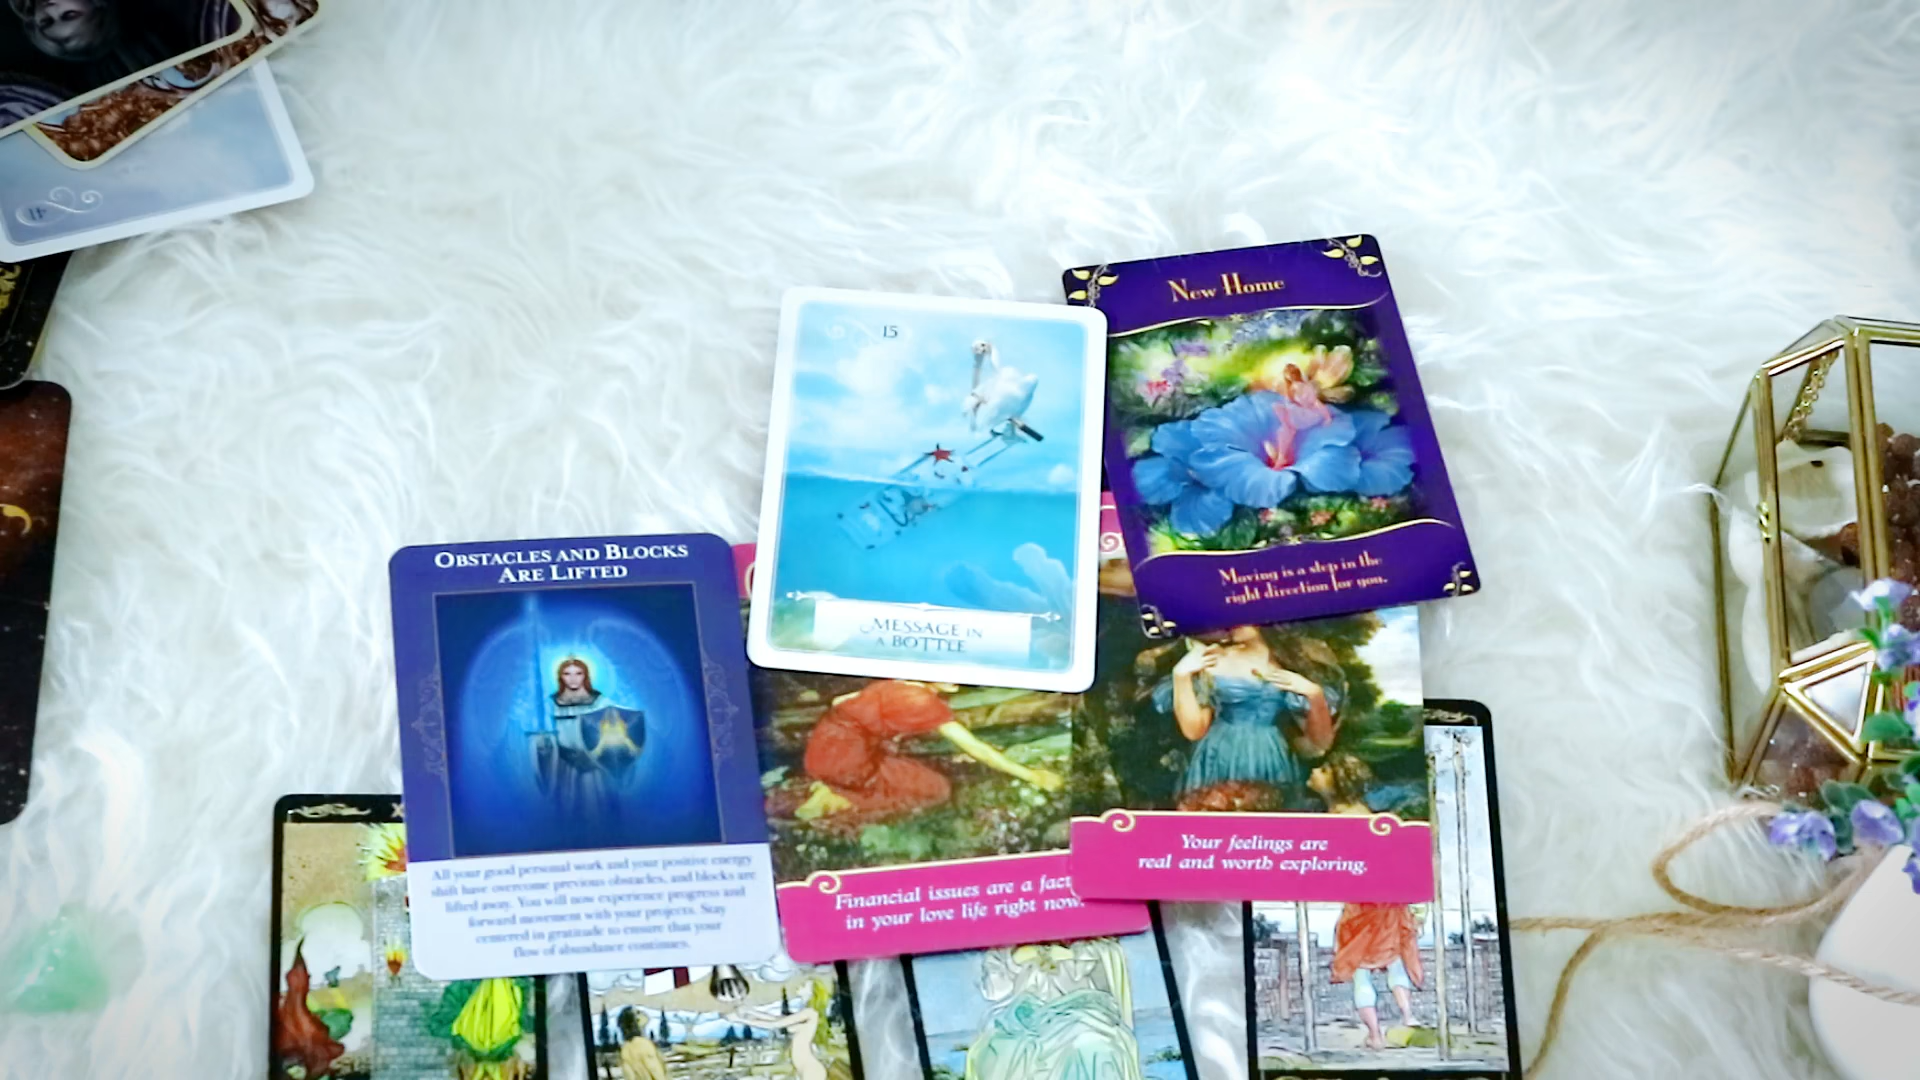 41
15
New Home
Moving is a step in the
right direction for you.
MESSAGE IN
A BOTTLE
OBSTACLES AND BLOCKS
ARE LIFTED
All your good personal work and your positive energy
shift have overcome previous obstacles, and blocks are
lifted away. You will now experience progress and
forward movement with your projects. Stay
centered in gratitude to ensure that your
flow of abundance continues.
Financial issues are a fact
in your love life right now.
Your feelings are
real and worth exploring.